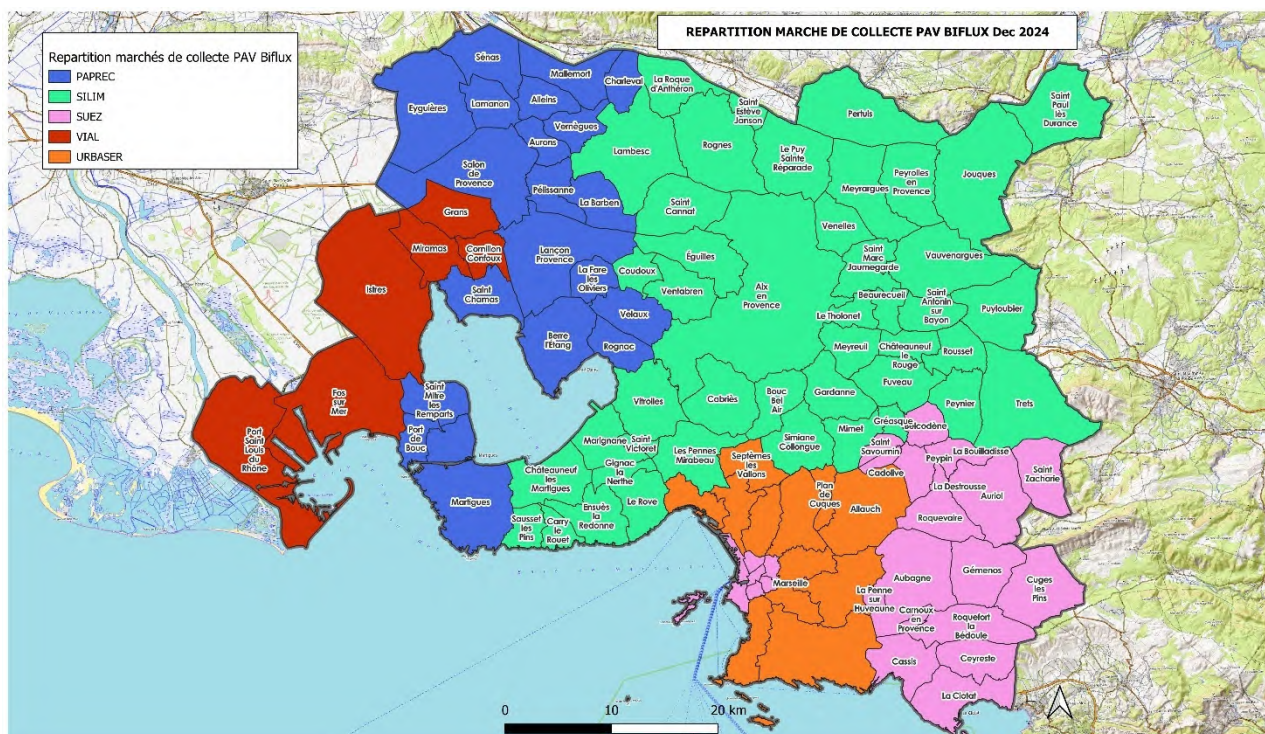 REPARTITION MARCHE DE COLLECTE PAV BIFLUX Dec 2024
Repartition marchés de collecte PAV Biflux
PAPREC
SILIM
SUEZ
VIAL
URBASER
Sénas
Mallemort
Charleval
Eyguières
Lamanon
Alleins
Vernègues
Aurons
Salon
de
Provence
Pélissanne
La Barben
La Roque
d'Anthéron
Saint
Estève
Janson
Pertuis
Saint
Paul
lès
Durance
Lambesc
Rognes
Le Puy
Sainte
Réparade
Meyrargues
Peyrolles
en
Provence
Jouques
Grans
Miramas
Cornillon
Confoux
Istres
Saint
Chamas
Lançon
Provence
La Fare
les
Oliviers
Velaux
Berre
l'Étang
Rognac
Saint
Cannat
Éguilles
Coudoux
Ventabren
Aix
en
Provence
Venelles
Saint
Marc
Jaumegarde
Vauvenargues
Beaurecueil
Saint
Antonin
sur
Bayon
Puyloubier
Le Tholonet
Meyreuil
Châteauneuf
le
Rouge
Rousset
Fuveau
Gardanne
Peynier
Trets
Fos
sur
Mer
Port
Saint
Louis
du
Rhône
Saint
Mitre
les
Remparts
Port
de
Bouc
Martigues
Vitrolles
Cabriès
Bouc
Bel
Air
Simiane
Collongue
Mimet
Gréasque
Belcodène
Saint
Savournin
Cadolive
Peypin
La Bouilladisse
Saint
Zacharie
La Destrousse
Auriol
Roquevaire
Marignane
Saint
Victoret
Gignac
la
Nerthe
Les Pennes
Mirabeau
Septèmes
les
Vallons
Châteauneuf
les
Martigues
Le Rove
Ensuès
la
Redonne
Sausset
les
Pins
Carry
le
Rouet
Plan
de
Cuques
Allauch
Marseille
La Penne
sur
Huveaune
Aubagne
Gémenos
Cuges
les
Pins
Carnoux
en
Provence
Roquefort
la
Bédoule
Cassis
Ceyreste
La Ciotat
0 10 20 km